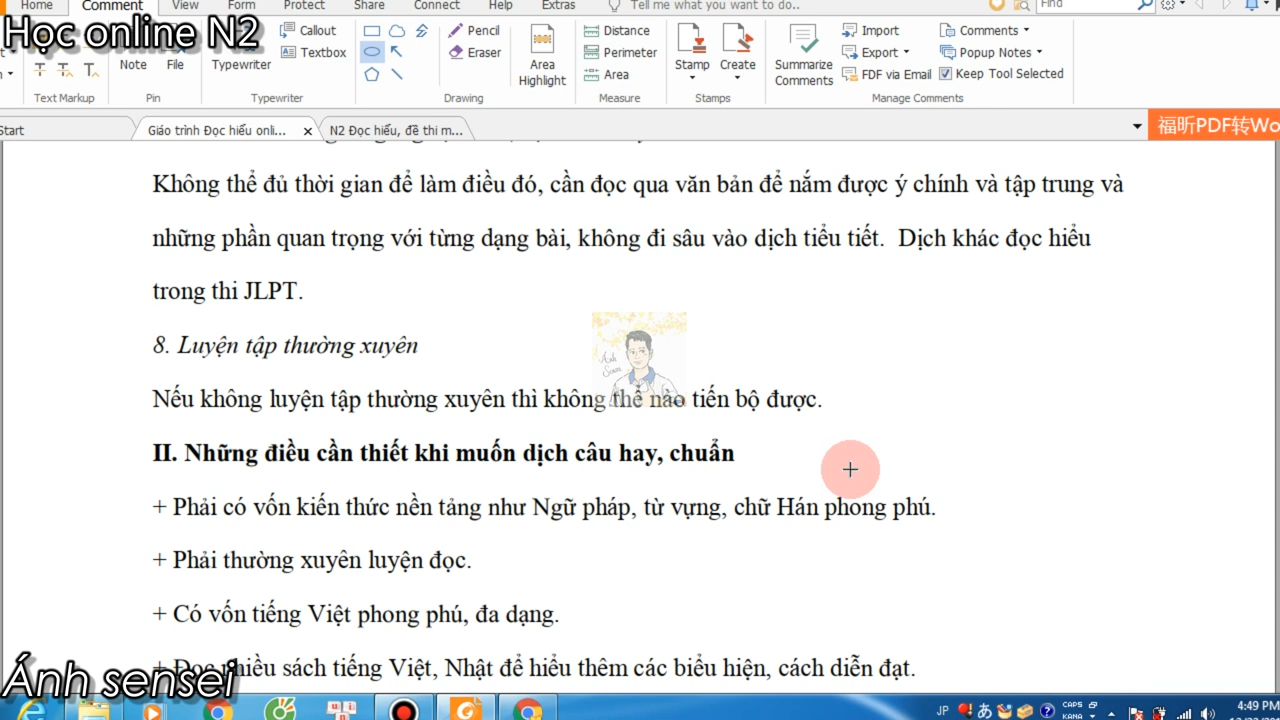 Home Comment View Form Protect Share Connect Help Extras Tell me what you want to do.. Find
Học online N2
Note File Typewriter Callout Textbox Pencil Eraser Area Highlight Distance Perimeter Area Stamp Create Summarize Comments Import Export FDF via Email Comments Popup Notes Keep Tool Selected
Text Markup Pin Typewriter Drawing Measure Stamps Manage Comments
Start Giáo trình Đọc hiểu onli... × N2 Đọc hiểu, đề thi m... 福昕PDF转Wo
Không thể đủ thời gian để làm điều đó, cần đọc qua văn bản để nắm được ý chính và tập trung và
những phần quan trọng với từng dạng bài, không đi sâu vào dịch tiểu tiết. Dịch khác đọc hiểu
trong thi JLPT.
8. Luyện tập thường xuyên
Ánh Sensei
Nếu không luyện tập thường xuyên thì không thể nào tiến bộ được.
II. Những điều cần thiết khi muốn dịch câu hay, chuẩn
+ Phải có vốn kiến thức nền tảng như Ngữ pháp, từ vựng, chữ Hán phong phú.
+ Phải thường xuyên luyện đọc.
+ Có vốn tiếng Việt phong phú, đa dạng.
+ Đọc nhiều sách tiếng Việt, Nhật để hiểu thêm các biểu hiện, cách diễn đạt.
Ánh sensei
JP あ CAPS KANA 4:49 PM